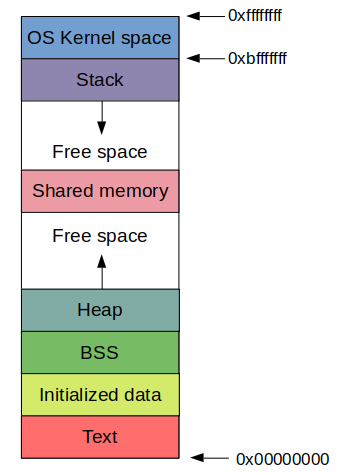 0xffffffff
OS Kernel space
0xbfffffff
Stack
Free space
Shared memory
Free space
Heap
BSS
Initialized data
Text
0x00000000